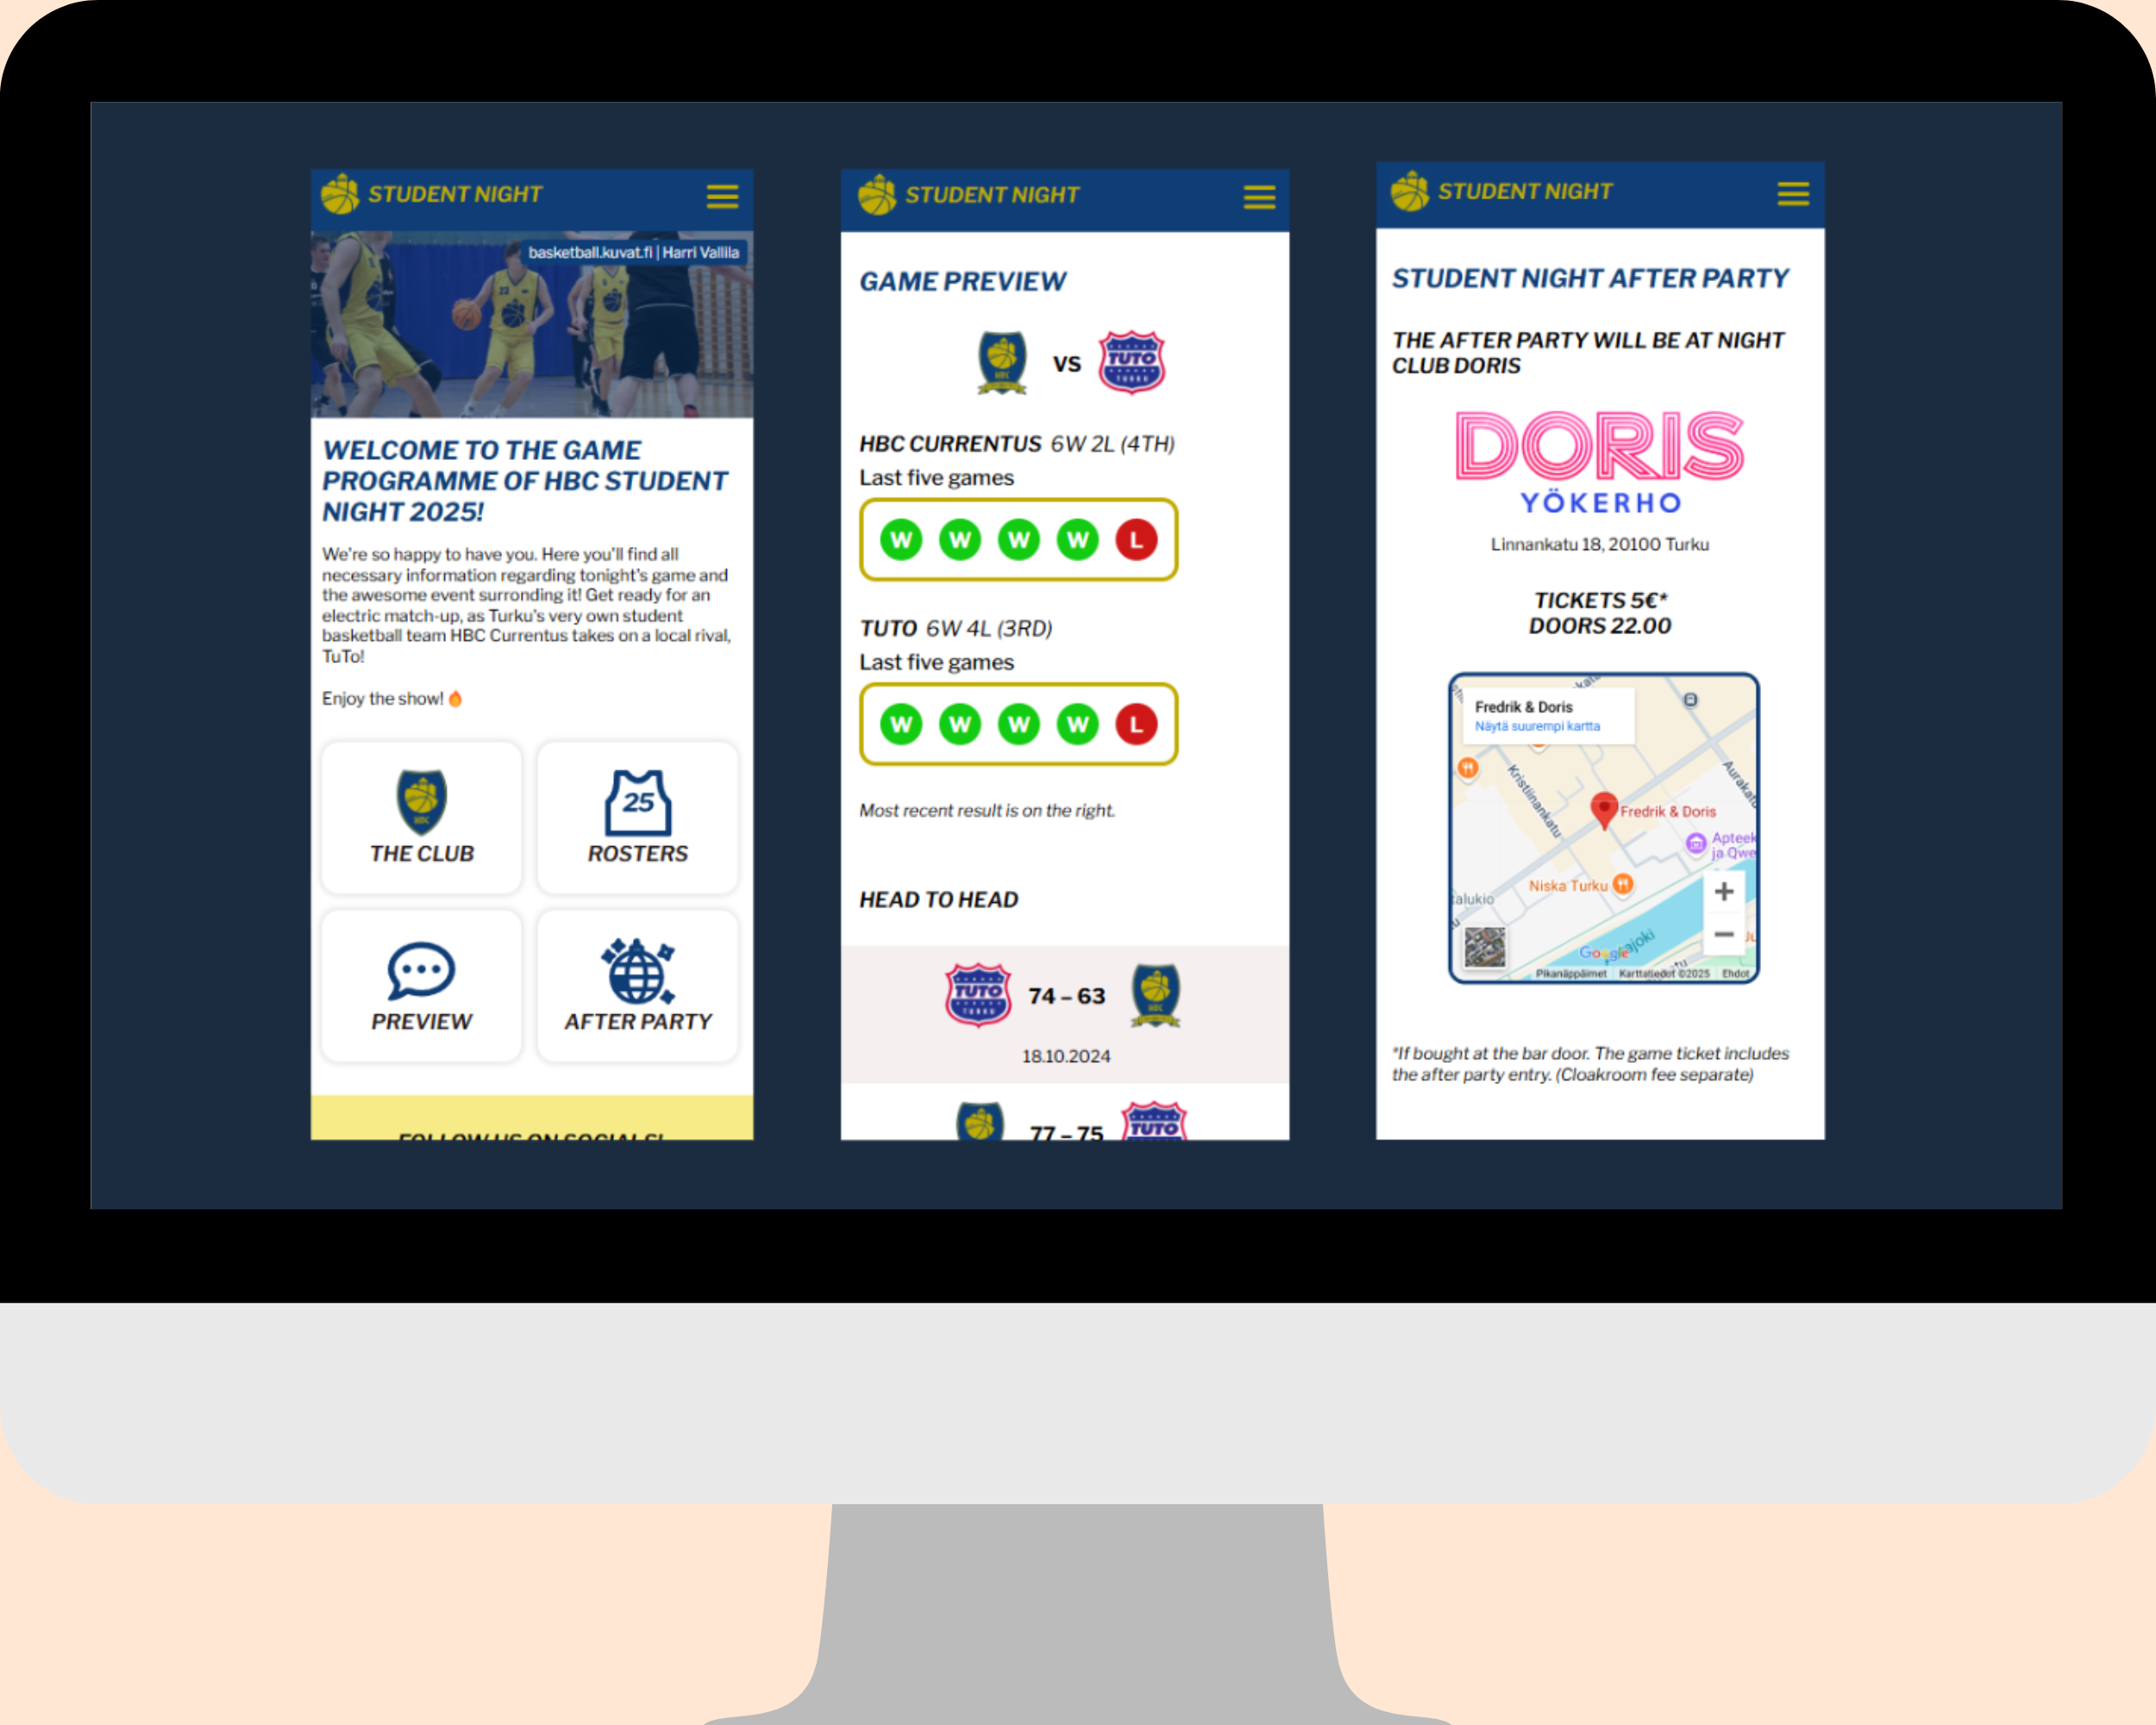 STUDENT NIGHT
basketball.kuvat.fi | Harri Vallila
23
WELCOME TO THE GAME
PROGRAMME OF HBC STUDENT
NIGHT 2025!
We're so happy to have you. Here you'll find all
necessary information regarding tonight's game and
the awesome event surronding it! Get ready for an
electric match-up, as Turku's very own student
basketball team HBC Currentus takes on a local rival,
TuTo!
Enjoy the show!
HBC
THE CLUB
25
ROSTERS
PREVIEW
AFTER PARTY
FOLLOW US ON SOCIALS!
STUDENT NIGHT
GAME PREVIEW
HBC
VS
TUTO
TURKU
HBC CURRENTUS 6W 2L (4TH)
Last five games
W W W W L
TUTO 6W 4L (3RD)
Last five games
W W W W L
Most recent result is on the right.
HEAD TO HEAD
TUTO
TURKU
74 – 63
HBC
18.10.2024
77 – 75
TUTO
STUDENT NIGHT
STUDENT NIGHT AFTER PARTY
THE AFTER PARTY WILL BE AT NIGHT
CLUB DORIS
DORIS
YÖKERHO
Linnankatu 18, 20100 Turku
TICKETS 5€*
DOORS 22.00
Fredrik & Doris
Näytä suurempi kartta
Kristiinankatu
Aurakatu
Fredrik & Doris
Apteek
ja Qwe
Niska Turku
alukio
Google
ajoki
Pikanäppäimet Karttatiedot ©2025 Ehdot
*If bought at the bar door. The game ticket includes
the after party entry. (Cloakroom fee separate)